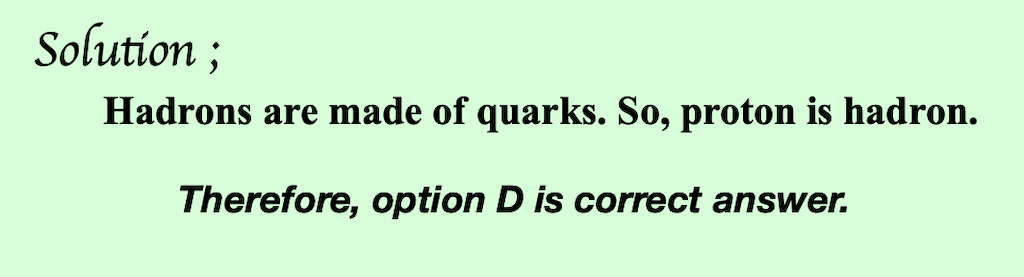 Solution ;
Hadrons are made of quarks. So, proton is hadron.
Therefore, option D is correct answer.